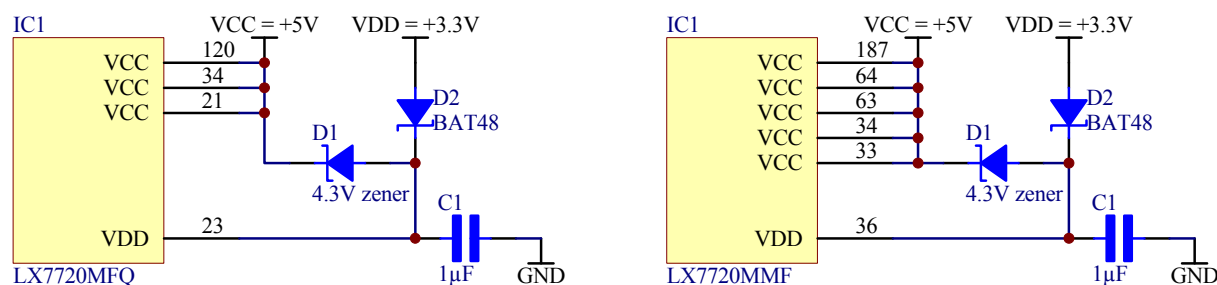 IC1
VCC = +5V
VDD = +3.3V
VCC 120
VCC 34
VCC 21
D2
BAT48
D1
4.3V zener
C1
VDD 23
1µF
GND
LX7720MFQ
IC1
VCC = +5V
VDD = +3.3V
VCC 187
VCC 64
VCC 63
VCC 34
VCC 33
D2
BAT48
D1
4.3V zener
C1
VDD 36
1µF
GND
LX7720MMF